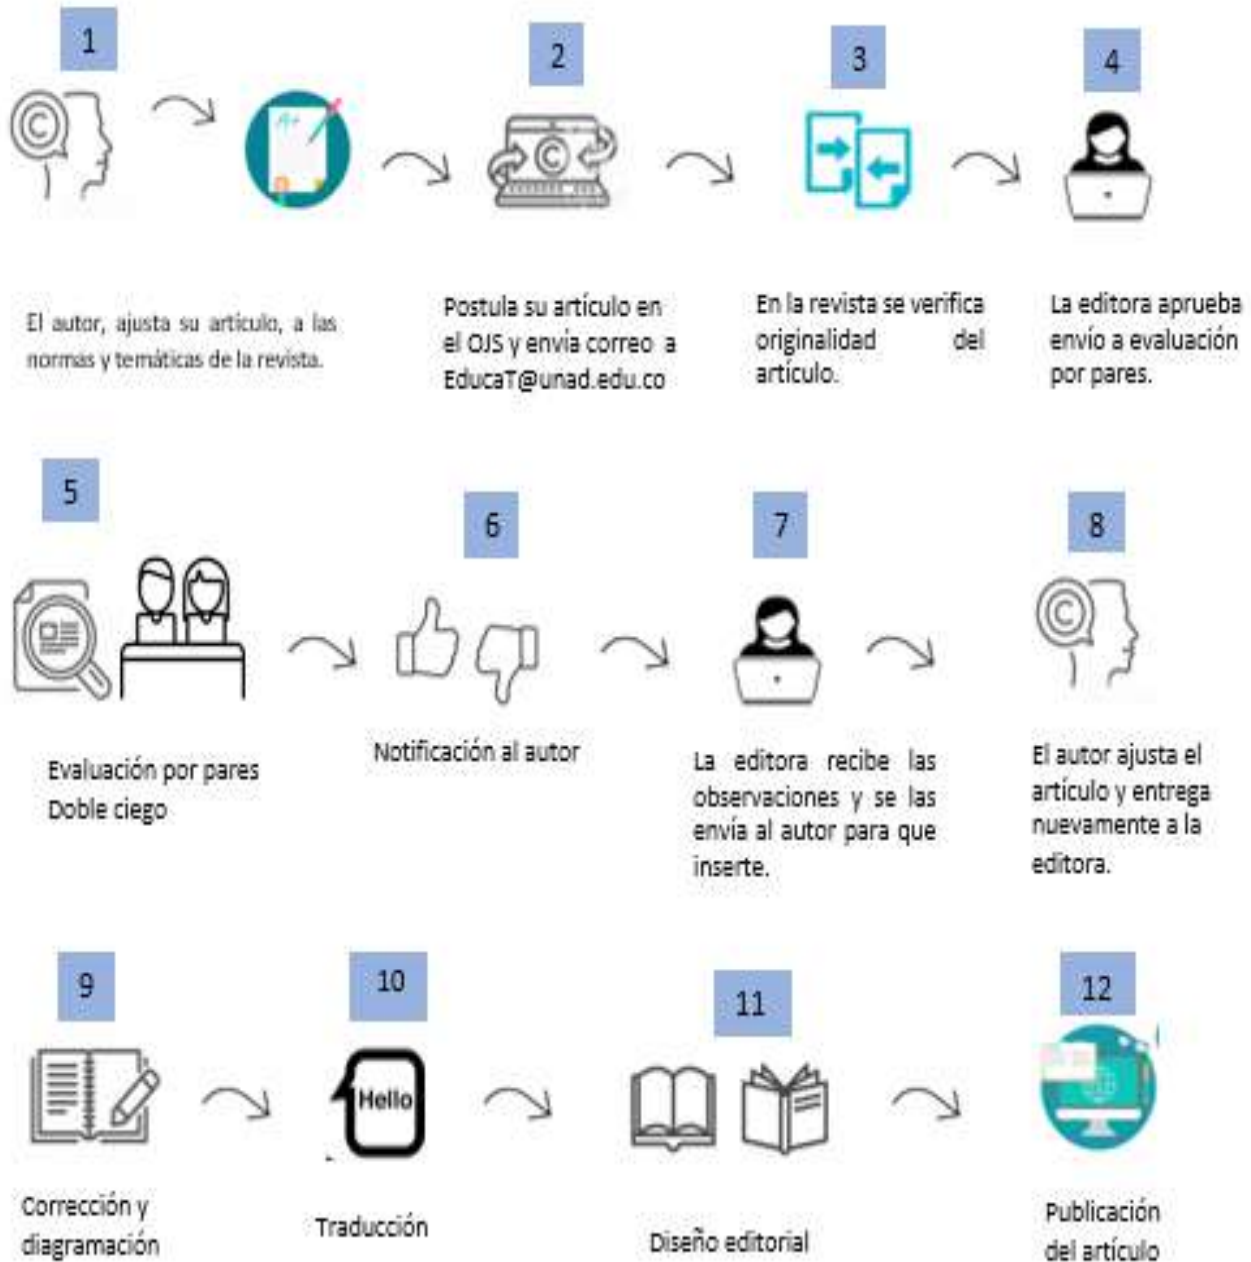 1
2
3
4
A+
C
C
El autor, ajusta su artículo, a las
normas y temáticas de la revista.
Postula su artículo en
el OJS y envía correo a
EducaT@unad.edu.co
En la revista se verifica
originalidad del
artículo.
La editora aprueba
envío a evaluación
por pares.
5
6
7
8
C
Evaluación por pares
Doble ciego
Notificación al autor
La editora recibe las
observaciones y se las
envía al autor para que
inserte.
El autor ajusta el
artículo y entrega
nuevamente a la
editora.
9
10
11
12
Hello
Corrección y
diagramación
Traducción
Diseño editorial
Publicación
del artículo